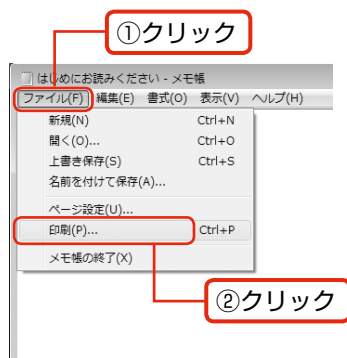 ①クリック
はじめにお読みください - メモ帳
ファイル(F) 編集(E) 書式(O) 表示(V) ヘルプ(H)
新規(N) Ctrl+N
開く(O)... Ctrl+O
上書き保存(S) Ctrl+S
名前を付けて保存(A)...
ページ設定(U)...
印刷(P)... Ctrl+P
メモ帳の終了(X)
②クリック